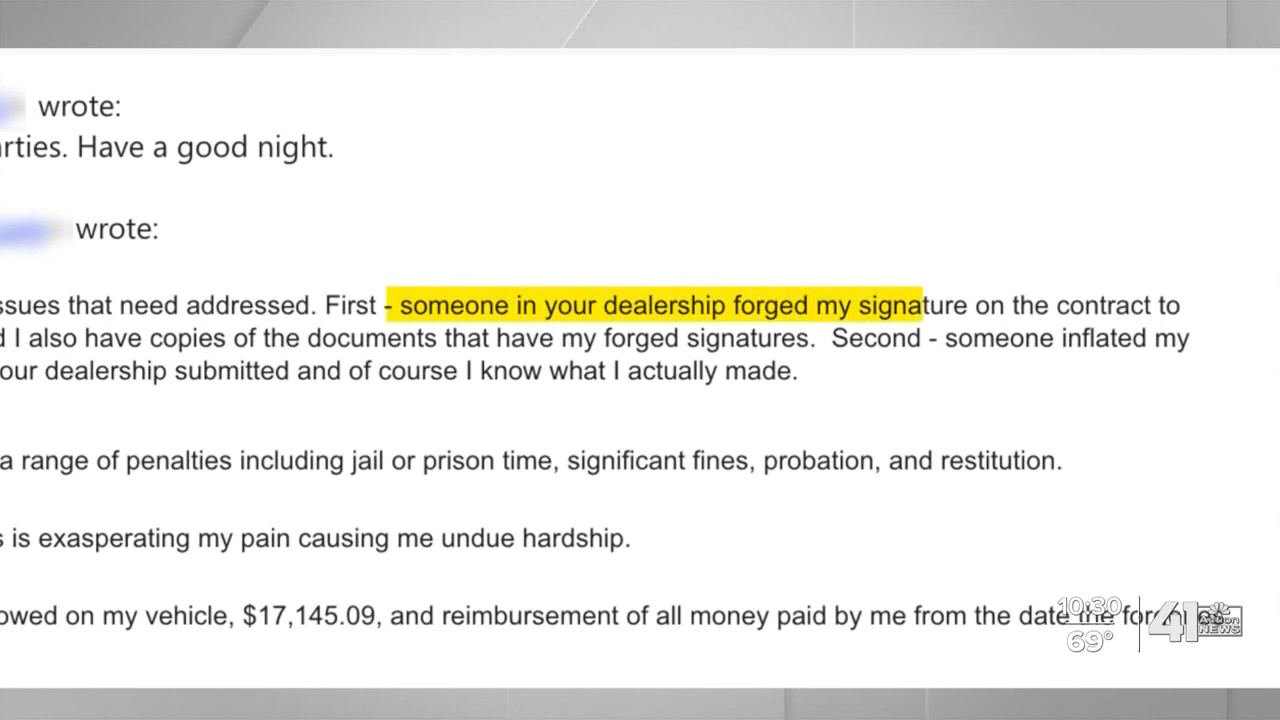 wrote:
rties. Have a good night.
wrote:
ssues that need addressed. First - someone in your dealership forged my signature on the contract to
d I also have copies of the documents that have my forged signatures. Second - someone inflated my
our dealership submitted and of course I know what I actually made.
a range of penalties including jail or prison time, significant fines, probation, and restitution.
s is exasperating my pain causing me undue hardship.
owed on my vehicle, $17,145.09, and reimbursement of all money paid by me from the date the
10:30
69°
41 Action NEWS